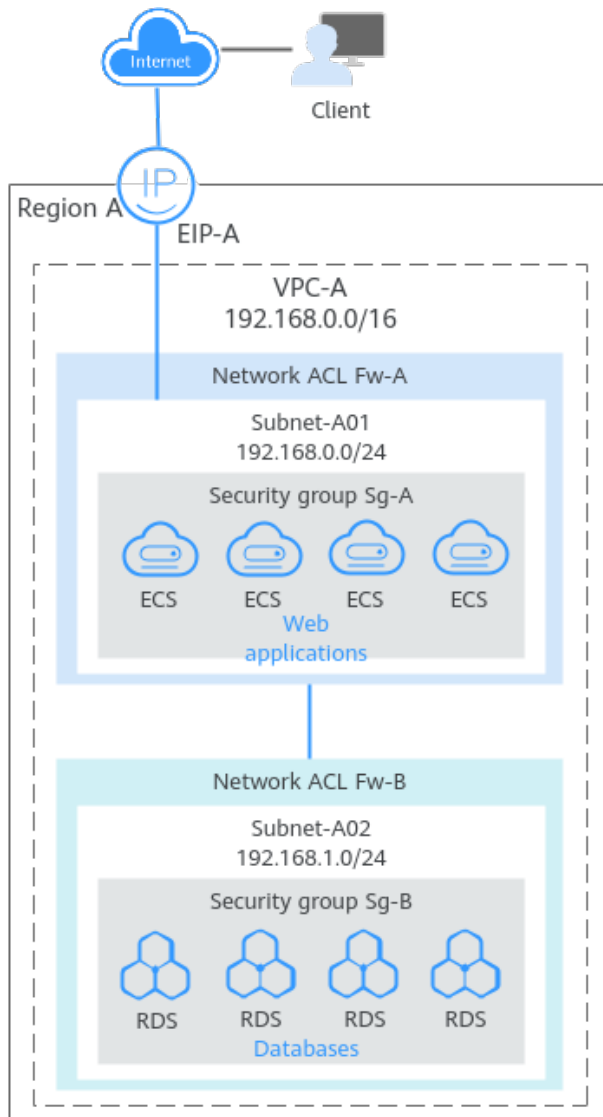 Internet
Client
IP
Region A
EIP-A
VPC-A
192.168.0.0/16
Network ACL Fw-A
Subnet-A01
192.168.0.0/24
Security group Sg-A
ECS ECS ECS ECS
Web
applications
Network ACL Fw-B
Subnet-A02
192.168.1.0/24
Security group Sg-B
RDS RDS RDS RDS
Databases